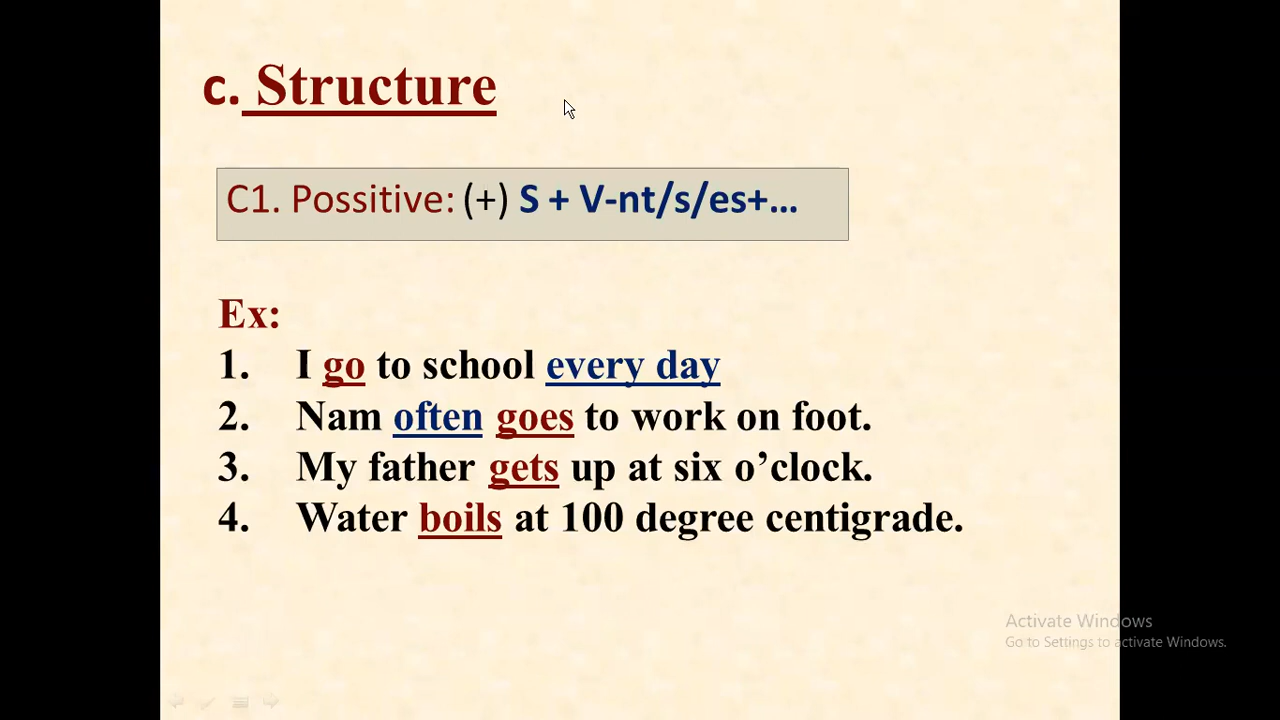 c. Structure
C1. Possitive: (+) S + V-nt/s/es+...
Ex:
1. I go to school every day
2. Nam often goes to work on foot.
3. My father gets up at six o’clock.
4. Water boils at 100 degree centigrade.
Activate Windows
Go to Settings to activate Windows.